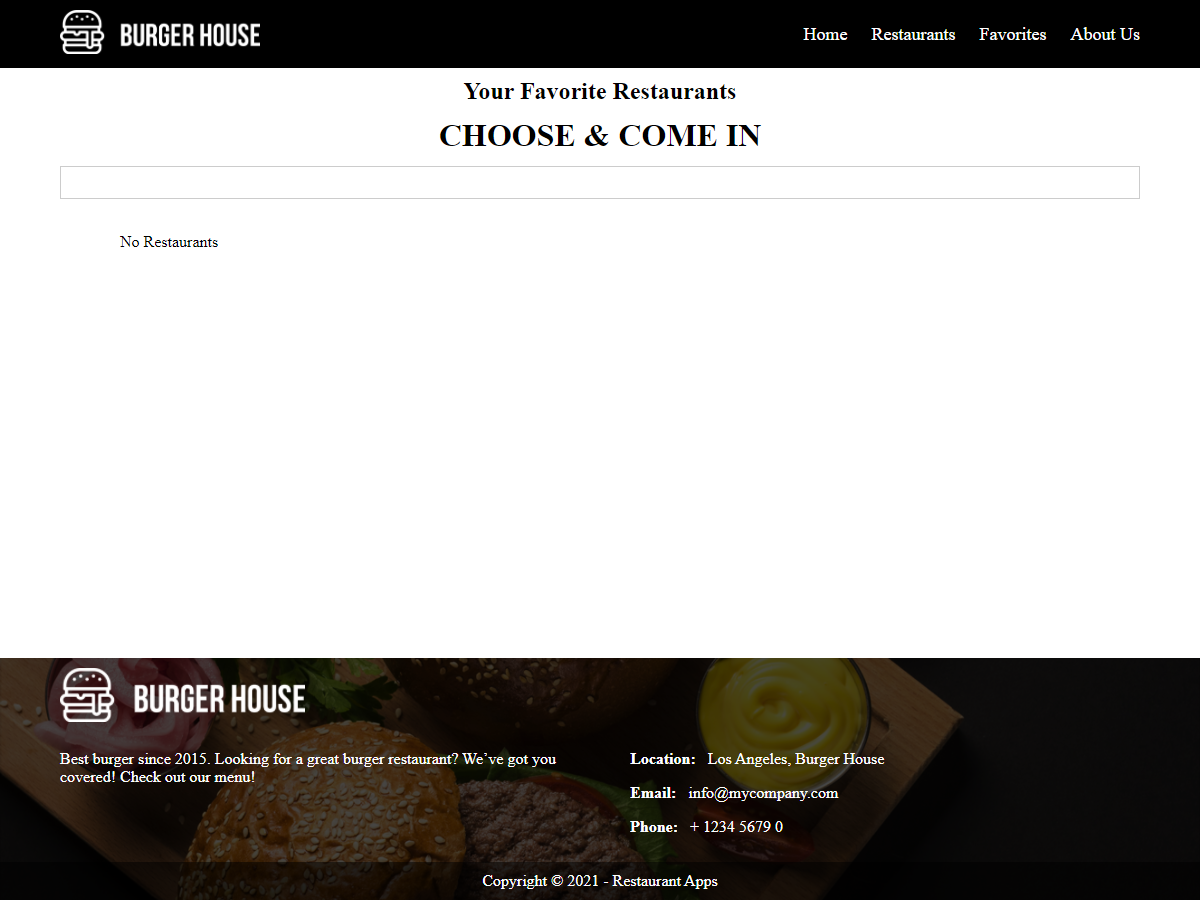 BURGER HOUSE
Home Restaurants Favorites About Us
Your Favorite Restaurants
CHOOSE & COME IN
No Restaurants
BURGER HOUSE
Best burger since 2015. Looking for a great burger restaurant? We’ve got you
covered! Check out our menu!
Location: Los Angeles, Burger House
Email: info@mycompany.com
Phone: + 1234 5679 0
Copyright © 2021 - Restaurant Apps